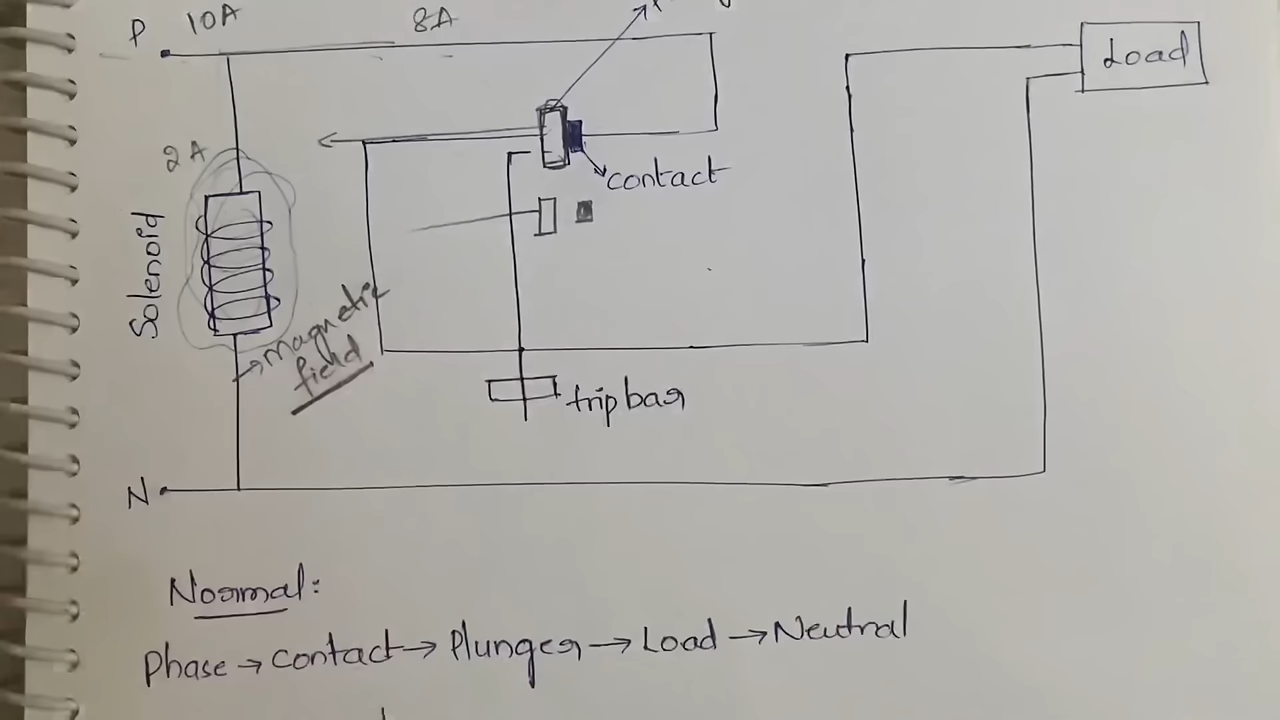 P 10A 8A
Load
contact
2A
Solenoid
magnetic
field
trip bar
N
Normal:
Phase → contact → Plunger → Load → Neutral